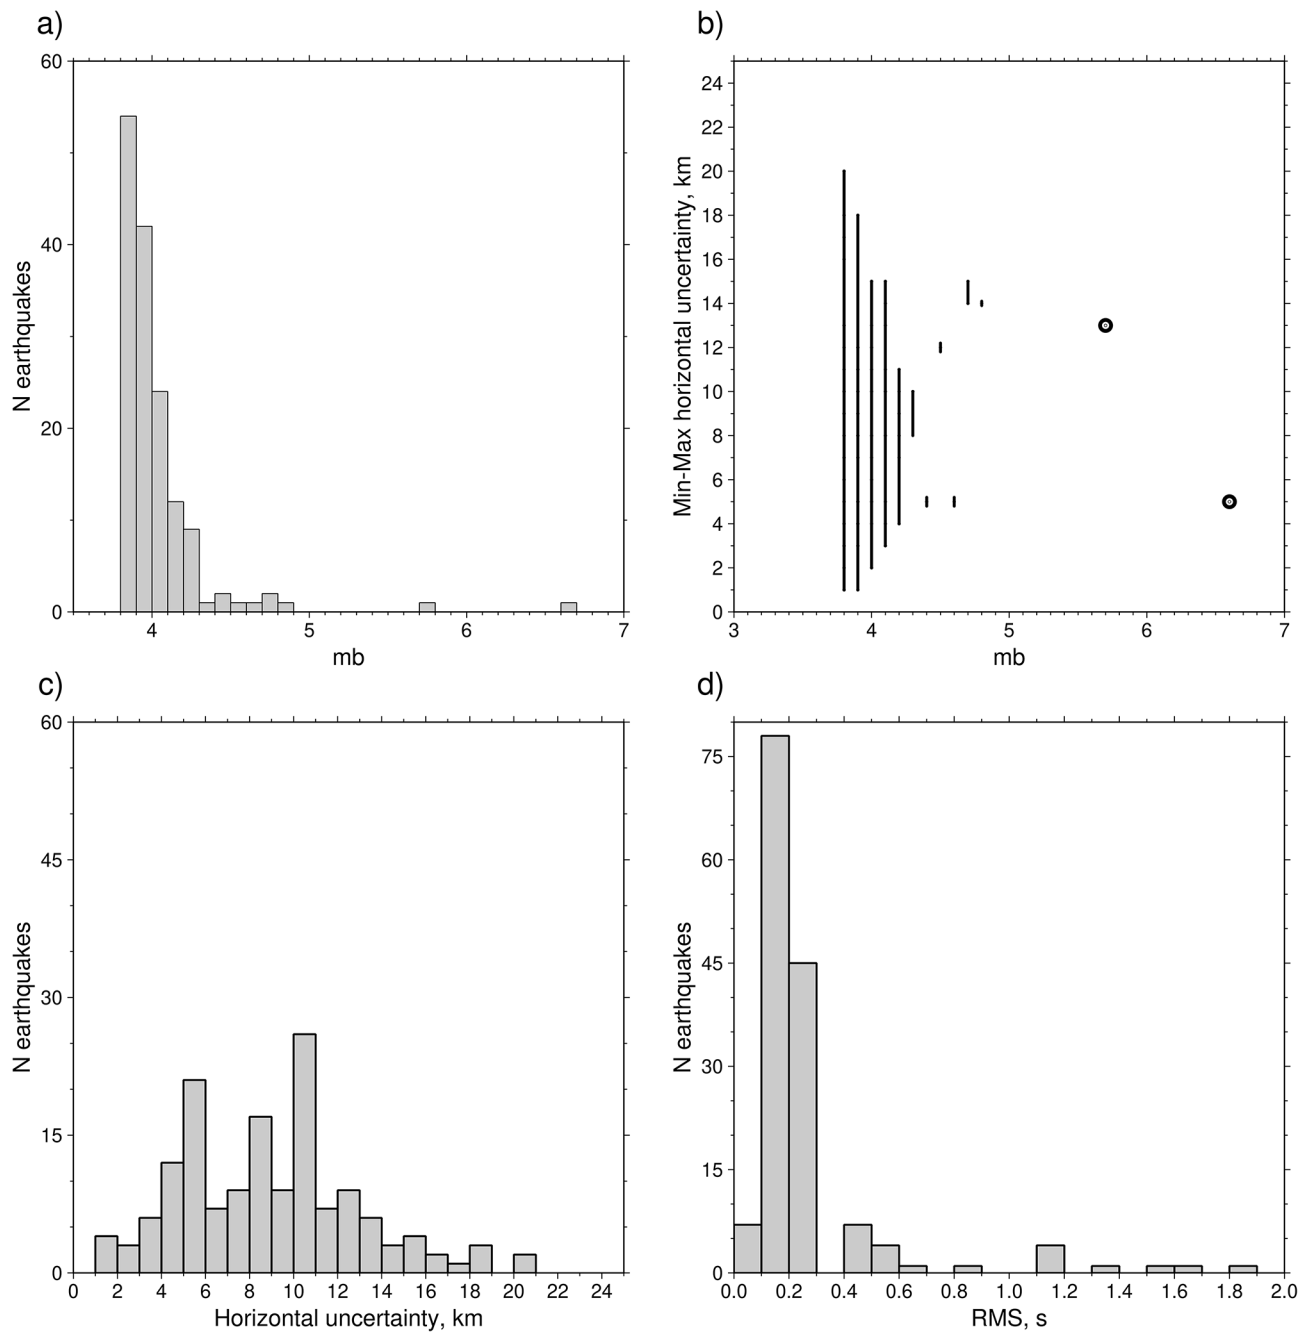 a)
60
40
20
0
N earthquakes
4 5 6 7
mb
b)
24
22
20
18
16
14
12
10
8
6
4
2
0
Min-Max horizontal uncertainty, km
3 4 5 6 7
mb
c)
60
45
30
15
0
N earthquakes
0 2 4 6 8 10 12 14 16 18 20 22 24
Horizontal uncertainty, km
d)
75
60
45
30
15
0
N earthquakes
0.0 0.2 0.4 0.6 0.8 1.0 1.2 1.4 1.6 1.8 2.0
RMS, s